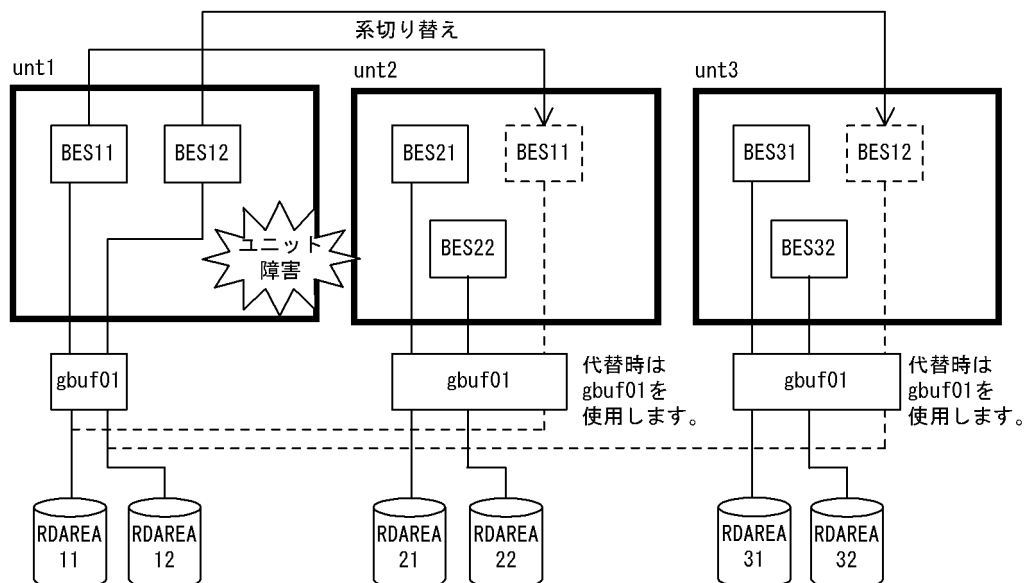 系切り替え
unt1
unt2
unt3
BES11
BES12
BES21
BES11
BES31
BES12
BES22
BES32
ユニット
障害
gbuf01
gbuf01
代替時は
gbuf01を
使用します。
gbuf01
代替時は
gbuf01を
使用します。
RDAREA
11
RDAREA
12
RDAREA
21
RDAREA
22
RDAREA
31
RDAREA
32